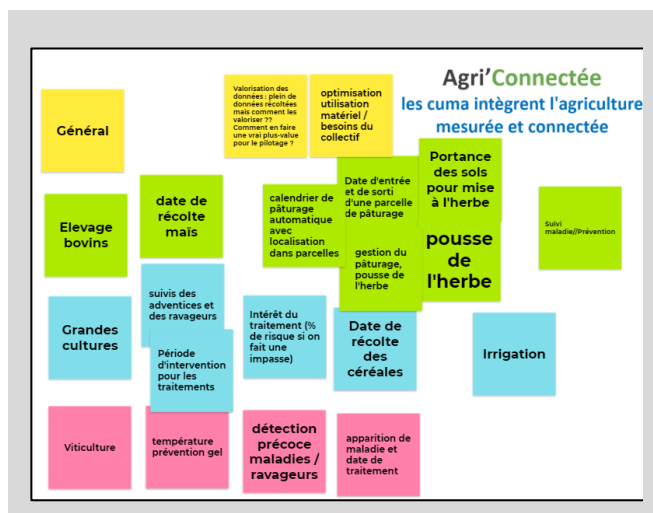 Agri'Connectée
les cuma intègrent l'agriculture
mesurée et connectée
Général
Valorisation des
données : plein de
données récoltées
mais comment les
valoriser ??
Comment en faire
une vrai plus-value
pour le pilotage ?
optimisation
utilisation
matériel /
besoins du
collectif
Elevage
bovins
date de
récolte
maïs
calendrier de
pâturage
automatique
avec
localisation
dans parcelles
Date d'entrée
et de sorti
d'une parcelle
de pâturage
gestion du
pâturage,
pousse de
l'herbe
Portance
des sols
pour mise
à l'herbe
pousse
de
l'herbe
Suivi
maladie//Prévention
Grandes
cultures
suivis des
adventices et
des ravageurs
Période
d'intervention
pour les
traitements
Intérêt du
traitement (%
de risque si on
fait une
impasse)
Date de
récolte
des
céréales
Irrigation
Viticulture
température
prévention gel
détection
précoce
maladies /
ravageurs
apparition de
maladie et
date de
traitement